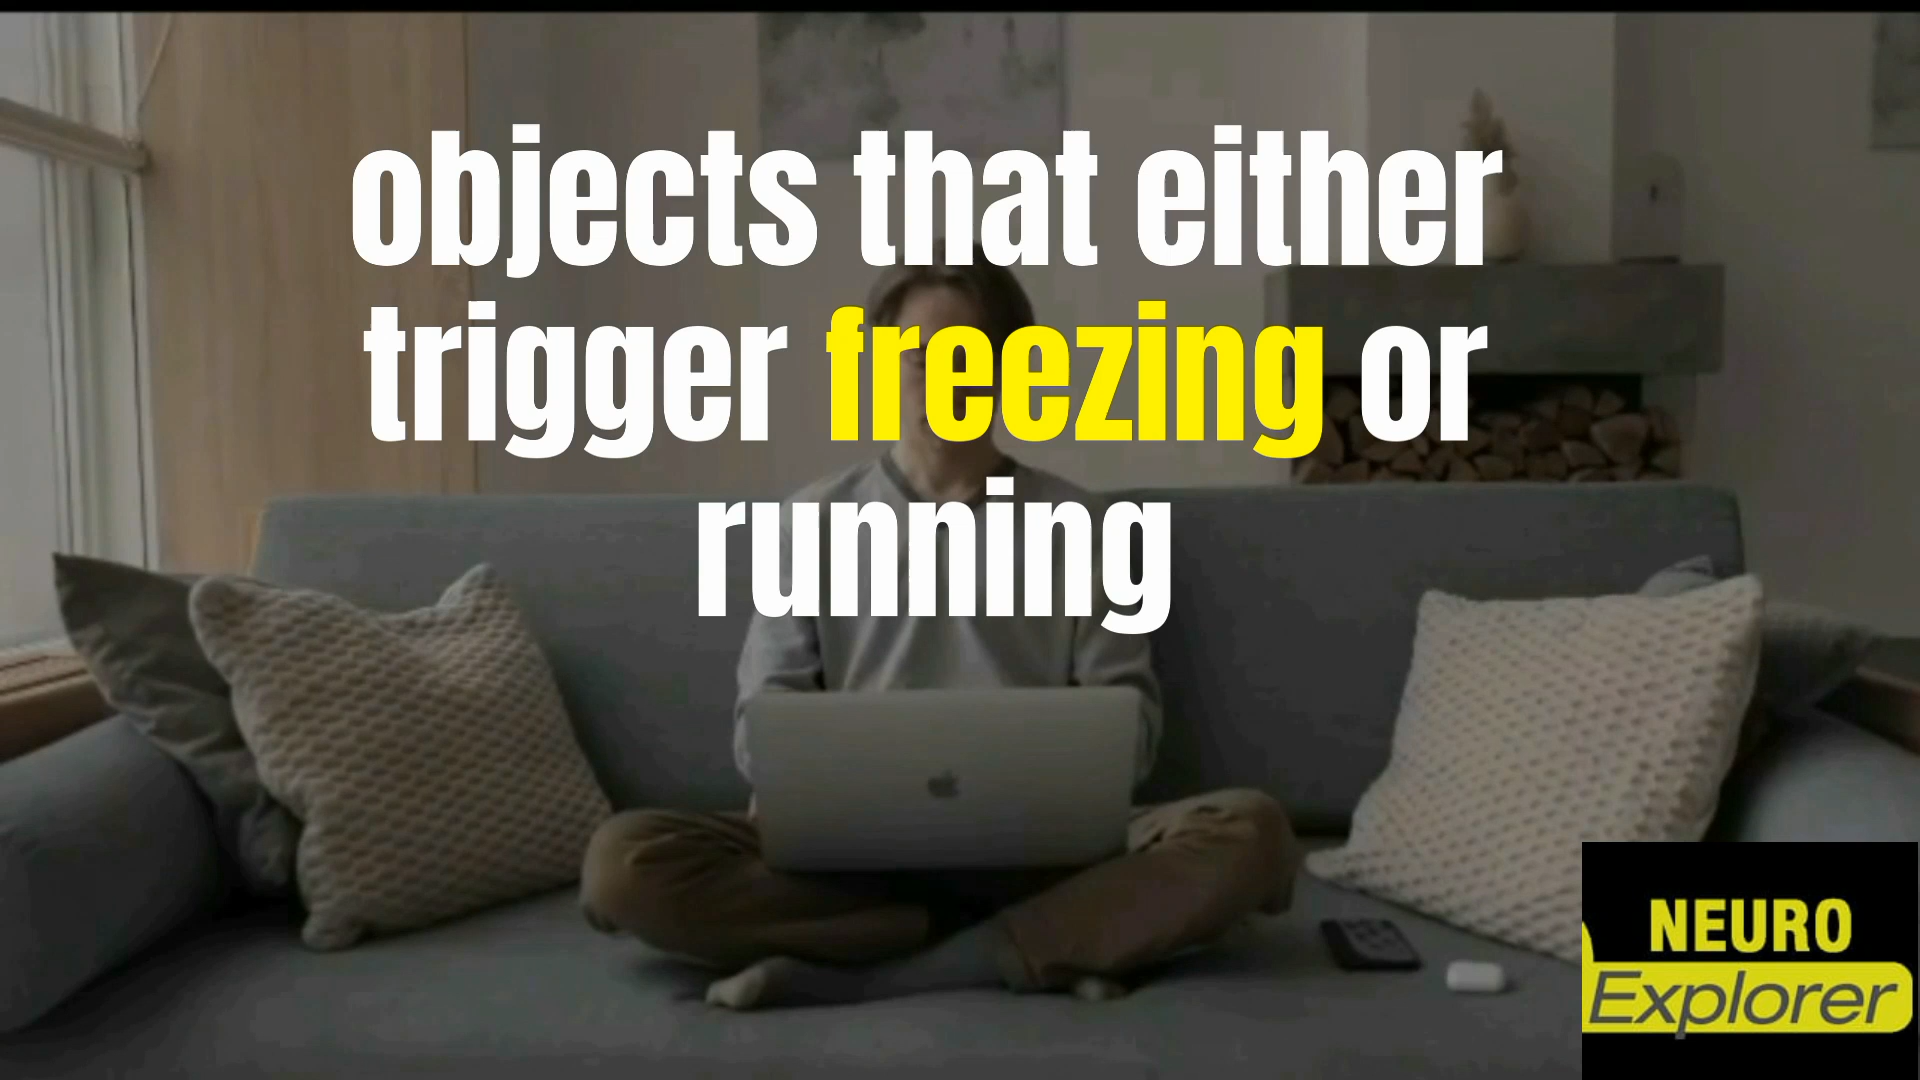 objects that either
trigger freezing or
running
NEURO
Explorer